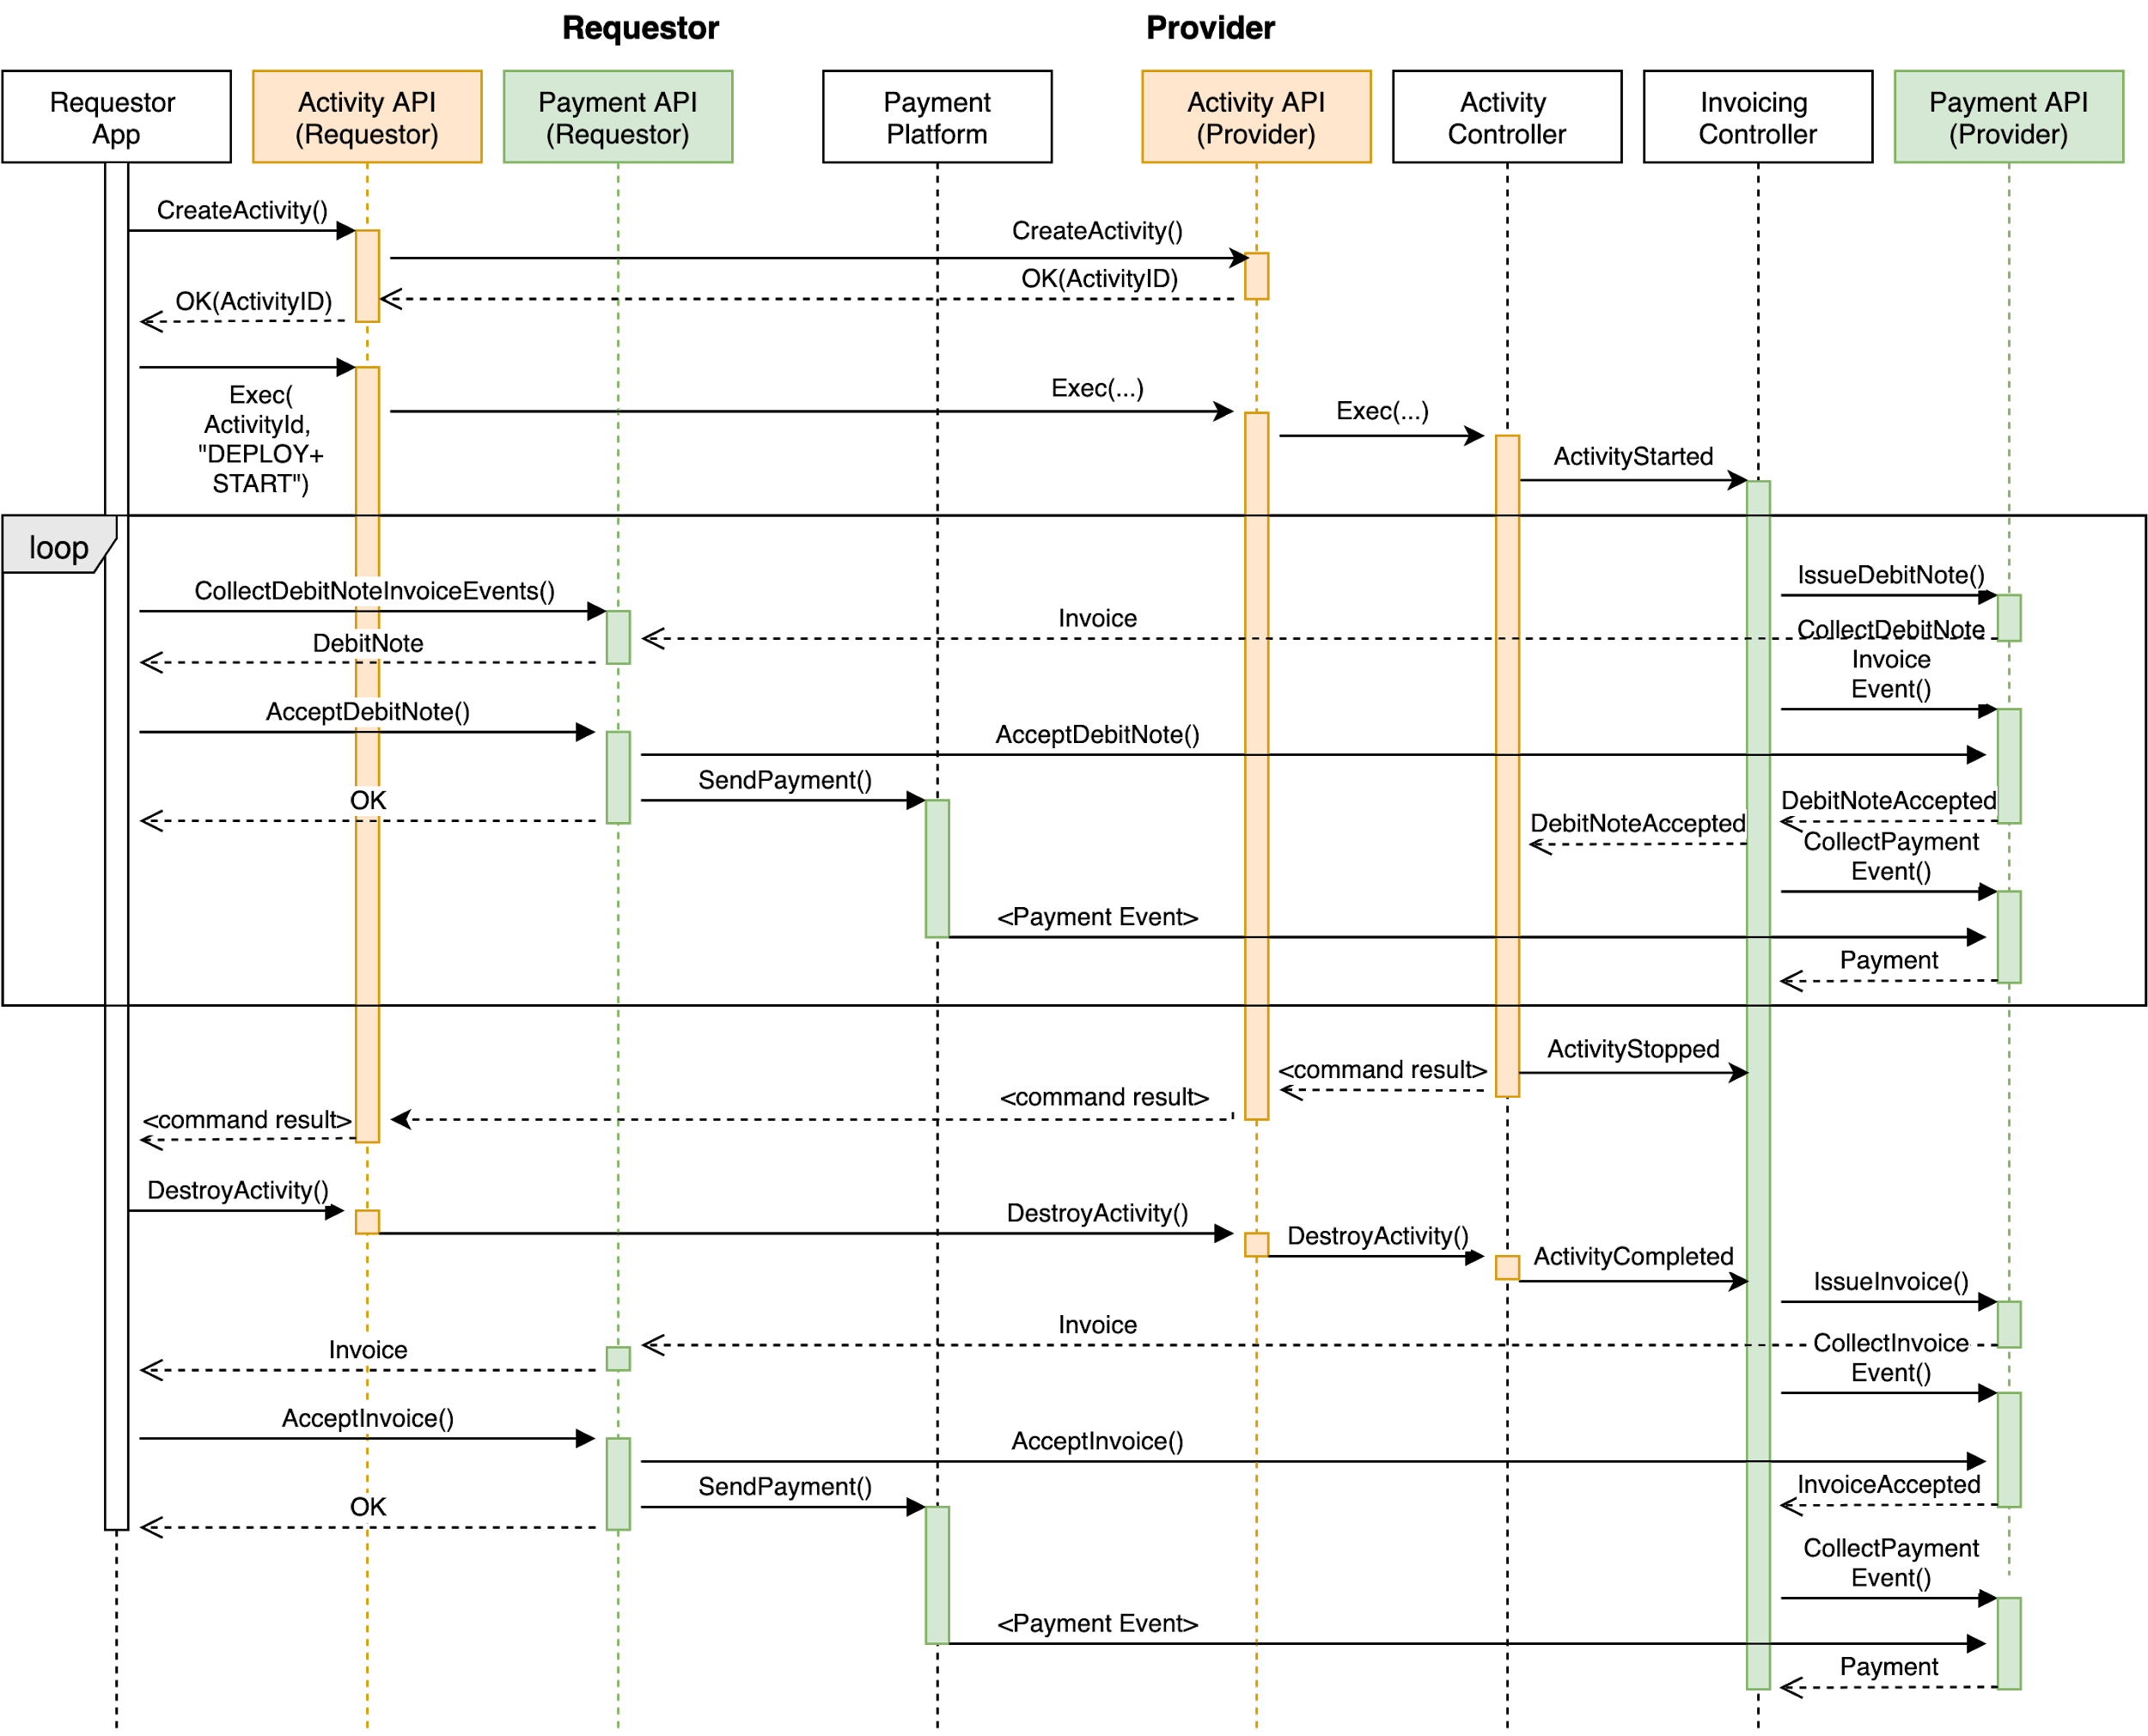 Requestor
Provider
Requestor
App
Activity API
(Requestor)
Payment API
(Requestor)
Payment
Platform
Activity API
(Provider)
Activity
Controller
Invoicing
Controller
Payment API
(Provider)
CreateActivity()
CreateActivity()
OK(ActivityID)
OK(ActivityID)
Exec(
ActivityId,
"DEPLOY+
START")
Exec(...)
Exec(...)
ActivityStarted
loop
IssueDebitNote()
CollectDebitNoteInvoiceEvents()
Invoice
CollectDebitNote
Invoice
Event()
DebitNote
AcceptDebitNote()
AcceptDebitNote()
SendPayment()
OK
DebitNoteAccepted
DebitNoteAccepted
CollectPayment
Event()
<Payment Event>
Payment
ActivityStopped
<command result>
<command result>
<command result>
DestroyActivity()
DestroyActivity()
DestroyActivity()
ActivityCompleted
IssueInvoice()
Invoice
CollectInvoice
Event()
Invoice
AcceptInvoice()
AcceptInvoice()
SendPayment()
InvoiceAccepted
OK
CollectPayment
Event()
<Payment Event>
Payment